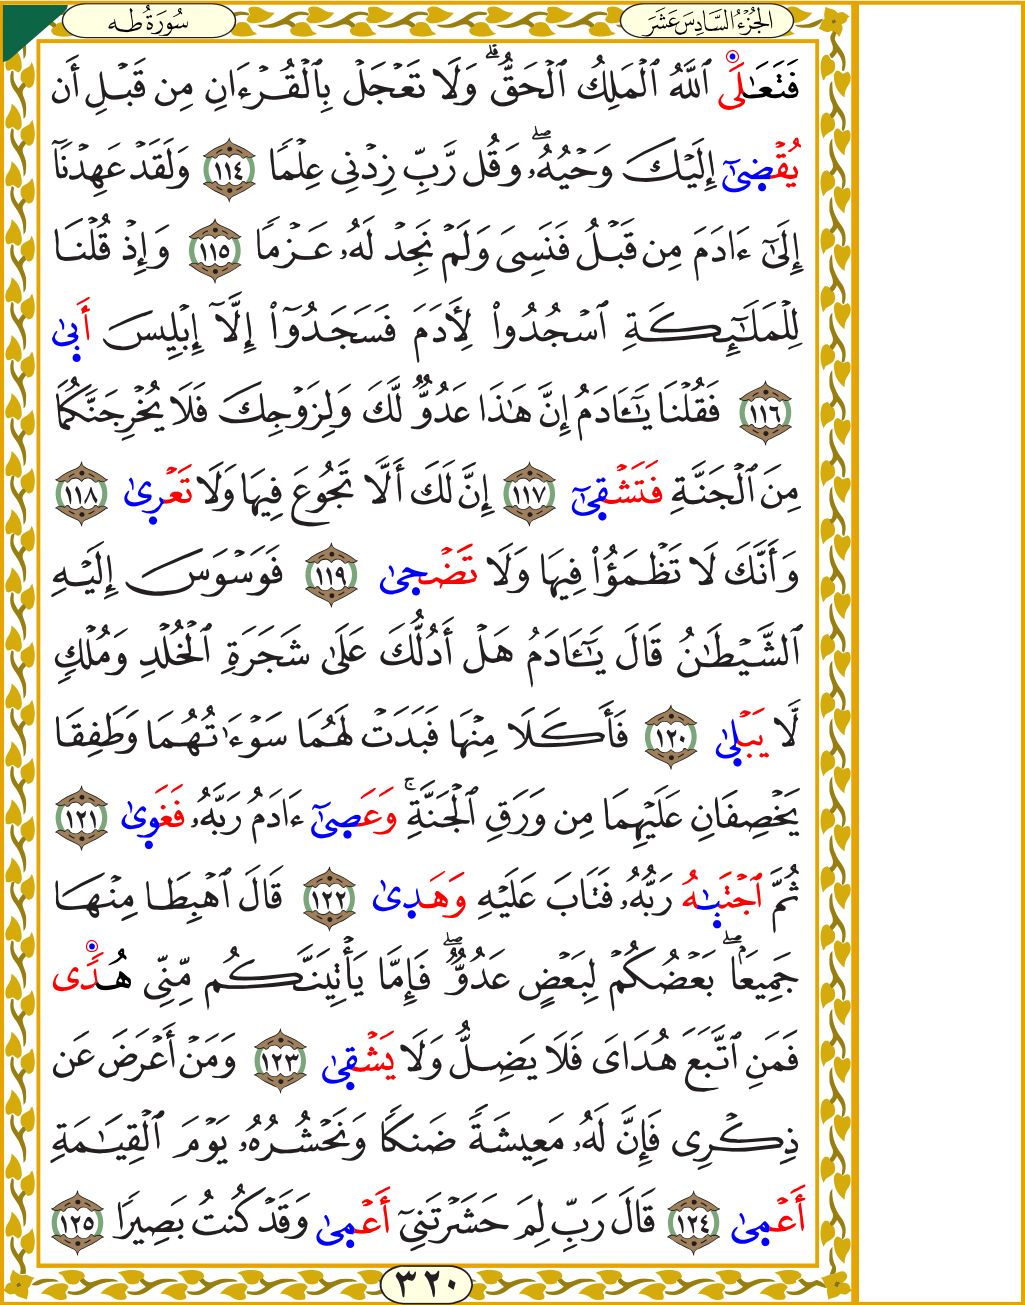 الجُزْءُ السَّادِسَ عَشَرَ
سُورَةُ طه
فَتَعَٰلَى ٱللَّهُ ٱلْمَلِكُ ٱلْحَقُّ ۗ وَلَا تَعْجَلْ بِٱلْقُرْءَانِ مِن قَبْلِ أَن
يُقْضِىٰٓ إِلَيْكَ وَحْيُهُۥ ۖ وَقُل رَّبِّ زِدْنِى عِلْمًا ١١٤ وَلَقَدْ عَهِدْنَآ
إِلَىٰٓ ءَادَمَ مِن قَبْلُ فَنَسِىَ وَلَمْ نَجِدْ لَهُۥ عَزْمًا ١١٥ وَإِذْ قُلْنَا
لِلْمَلَٰٓئِكَةِ ٱسْجُدُوا۟ لِأَدَمَ فَسَجَدُوٓا۟ إِلَّآ إِبْلِيسَ أَبِىٰ
١١٦ فَقُلْنَا يَٰٓـَٔادَمُ إِنَّ هَٰذَا عَدُوٌّ لَّكَ وَلِزَوْجِكَ فَلَا يُخْرِجَنَّكُمَا
مِنَ ٱلْجَنَّةِ فَتَشْقِىٰٓ ١١٧ إِنَّ لَكَ أَلَّا تَجُوعَ فِيهَا وَلَا تَعْرِىٰ ١١٨
وَأَنَّكَ لَا تَظْمَؤُا۟ فِيهَا وَلَا تَضْحِىٰ ١١٩ فَوَسْوَسَ إِلَيْهِ
ٱلشَّيْطَٰنُ قَالَ يَٰٓـَٔادَمُ هَلْ أَدُلُّكَ عَلَىٰ شَجَرَةِ ٱلْخُلْدِ وَمُلْكٍ
لَّا يَبْلِىٰ ١٢٠ فَأَكَلَا مِنْهَا فَبَدَتْ لَهُمَا سَوْءَٰتُهُمَا وَطَفِقَا
يَخْصِفَانِ عَلَيْهِمَا مِن وَرَقِ ٱلْجَنَّةِ ۚ وَعَصِىٰٓ ءَادَمُ رَبَّهُۥ فَغَوِىٰ ١٢١
ثُمَّ ٱجْتَبِٰهُ رَبُّهُۥ فَتَابَ عَلَيْهِ وَهَدِىٰ ١٢٢ قَالَ ٱهْبِطَا مِنْهَا
جَمِيعًۢا ۖ بَعْضُكُمْ لِبَعْضٍ عَدُوٌّ ۖ فَإِمَّا يَأْتِيَنَّكُم مِّنِّى هُدًى
فَمَنِ ٱتَّبَعَ هُدَاىَ فَلَا يَضِلُّ وَلَا يَشْقِىٰ ١٢٣ وَمَنْ أَعْرَضَ عَن
ذِكْرِى فَإِنَّ لَهُۥ مَعِيشَةً ضَنكًا وَنَحْشُرُهُۥ يَوْمَ ٱلْقِيَٰمَةِ
أَعْمِىٰ ١٢٤ قَالَ رَبِّ لِمَ حَشَرْتَنِىٓ أَعْمِىٰ وَقَدْ كُنتُ بَصِيرًا ١٢٥
٣٢٠